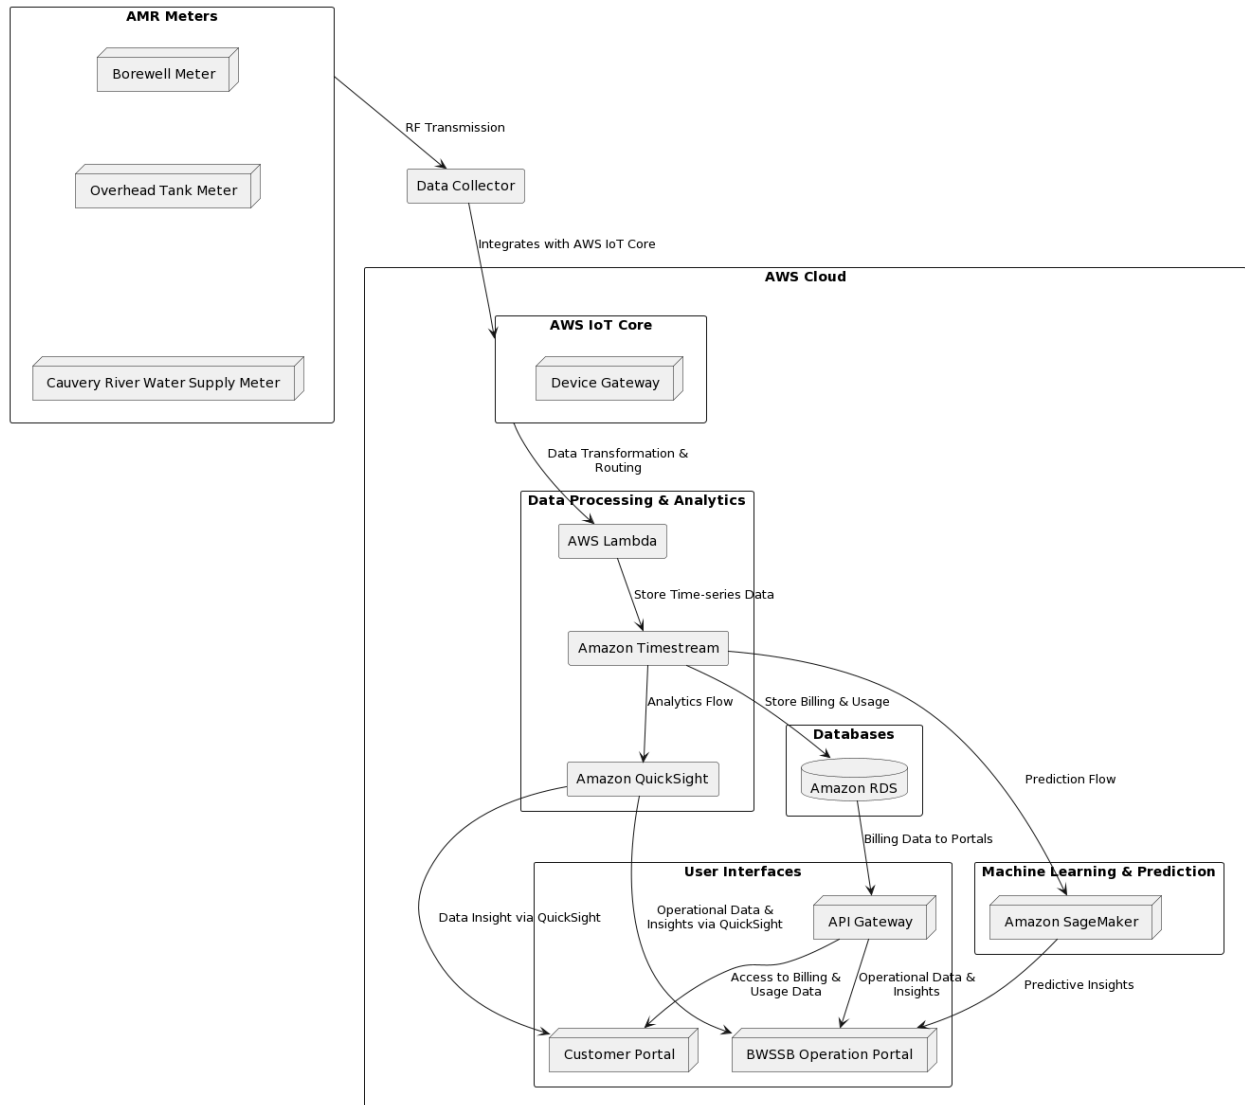 AMR Meters
Borewell Meter
RF Transmission
Overhead Tank Meter
Data Collector
Integrates with AWS IoT Core
AWS Cloud
AWS IoT Core
Cauvery River Water Supply Meter
Device Gateway
Data Transformation &
Routing
Data Processing & Analytics
AWS Lambda
Store Time-series Data
Amazon Timestream
Analytics Flow
Store Billing & Usage
Databases
Amazon QuickSight
Amazon RDS
Prediction Flow
Billing Data to Portals
User Interfaces
Machine Learning & Prediction
Data Insight via QuickSight
Operational Data &
Insights via QuickSight
API Gateway
Amazon SageMaker
Access to Billing &
Usage Data
Operational Data &
Insights
Predictive Insights
Customer Portal
BWSSB Operation Portal